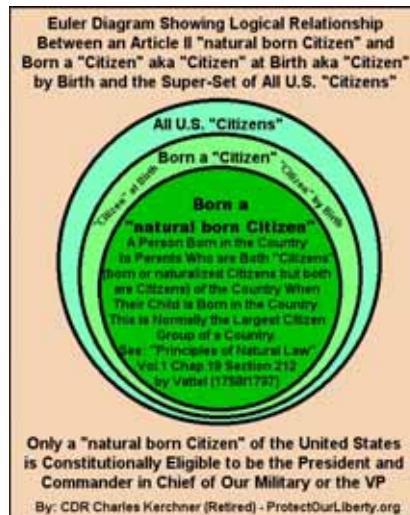 Euler Diagram Showing Logical Relationship
Between an Article II "natural born Citizen" and
Born a "Citizen" aka "Citizen" at Birth aka "Citizen"
by Birth and the Super-Set of All U.S. "Citizens"
All U.S. "Citizens"
Born a "Citizen"
"Citizen" at Birth
"Citizen" by Birth
Born a
"natural born Citizen"
A Person Born in the Country
to Parents Who are Both "Citizens"
(born or naturalized Citizens but both
are Citizens) of the Country When
Their Child is Born in the Country
This is Normally the Largest Citizen
Group of a Country.
See: "Principles of Natural Law"
Vol.1 Chap.19 Section 212
by Vattel (1758/1797)
Only a "natural born Citizen" of the United States
is Constitutionally Eligible to be the President and
Commander in Chief of Our Military or the VP
By: CDR Charles Kerchner (Retired) - ProtectOurLiberty.org